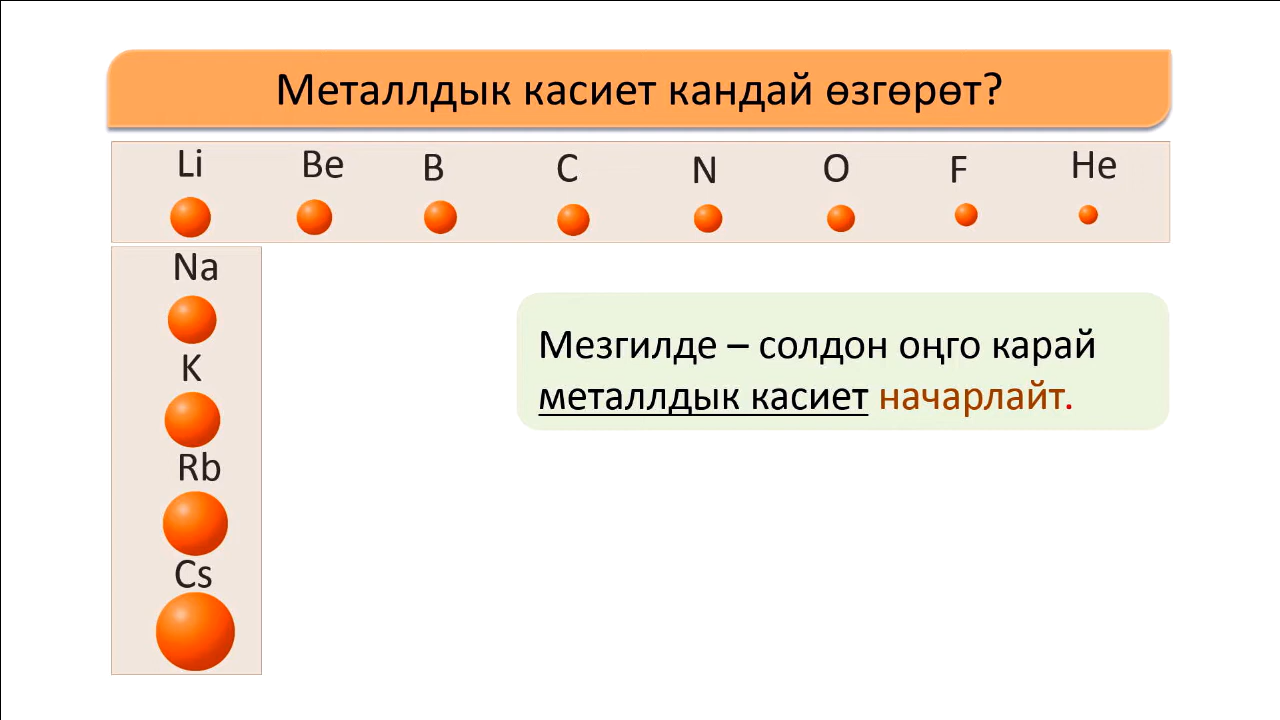 Металлдык касиет кандай өзгөрөт?
Li Be B C N O F He
Na
K
Rb
Cs
Мезгилде – солдон оңго карай
металлдык касиет начарлайт.